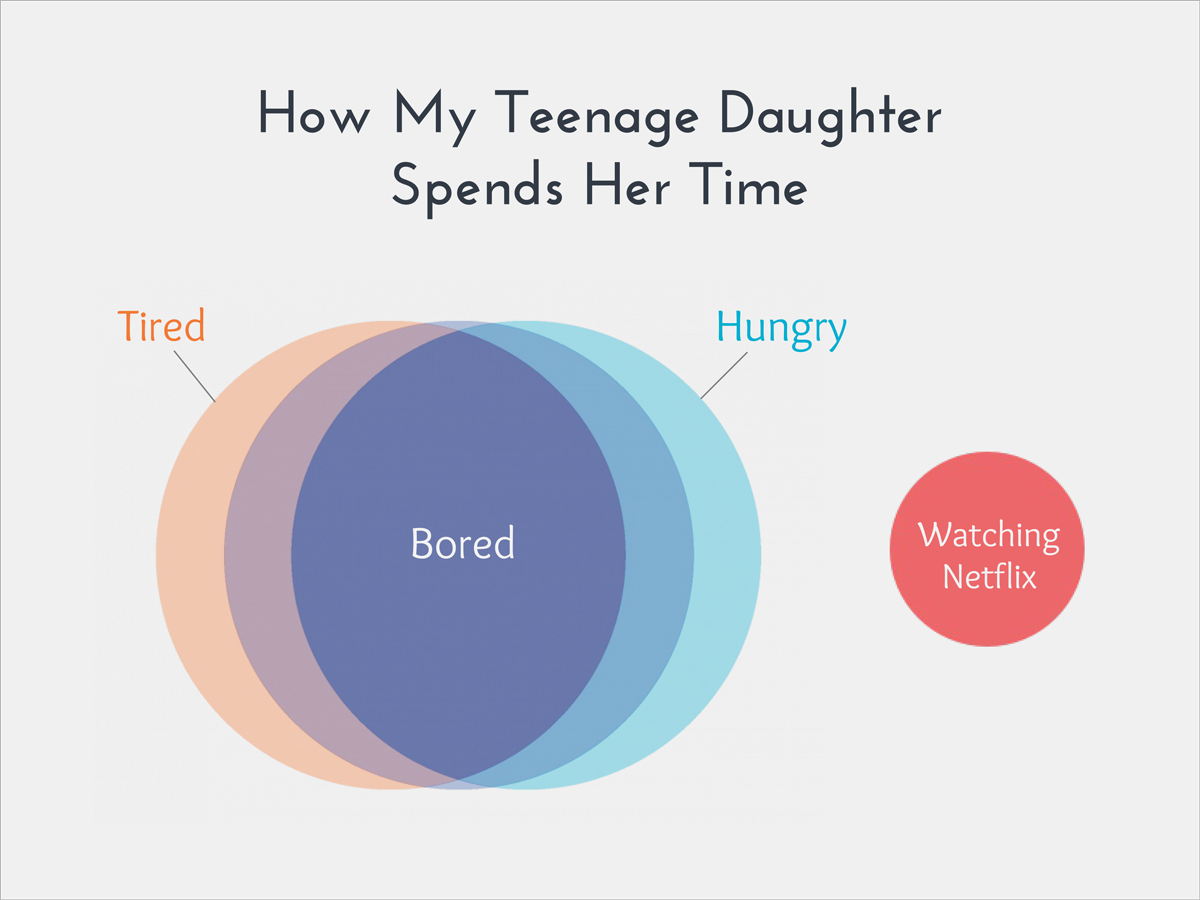 How My Teenage Daughter
Spends Her Time
Tired
Hungry
Bored
Watching
Netflix